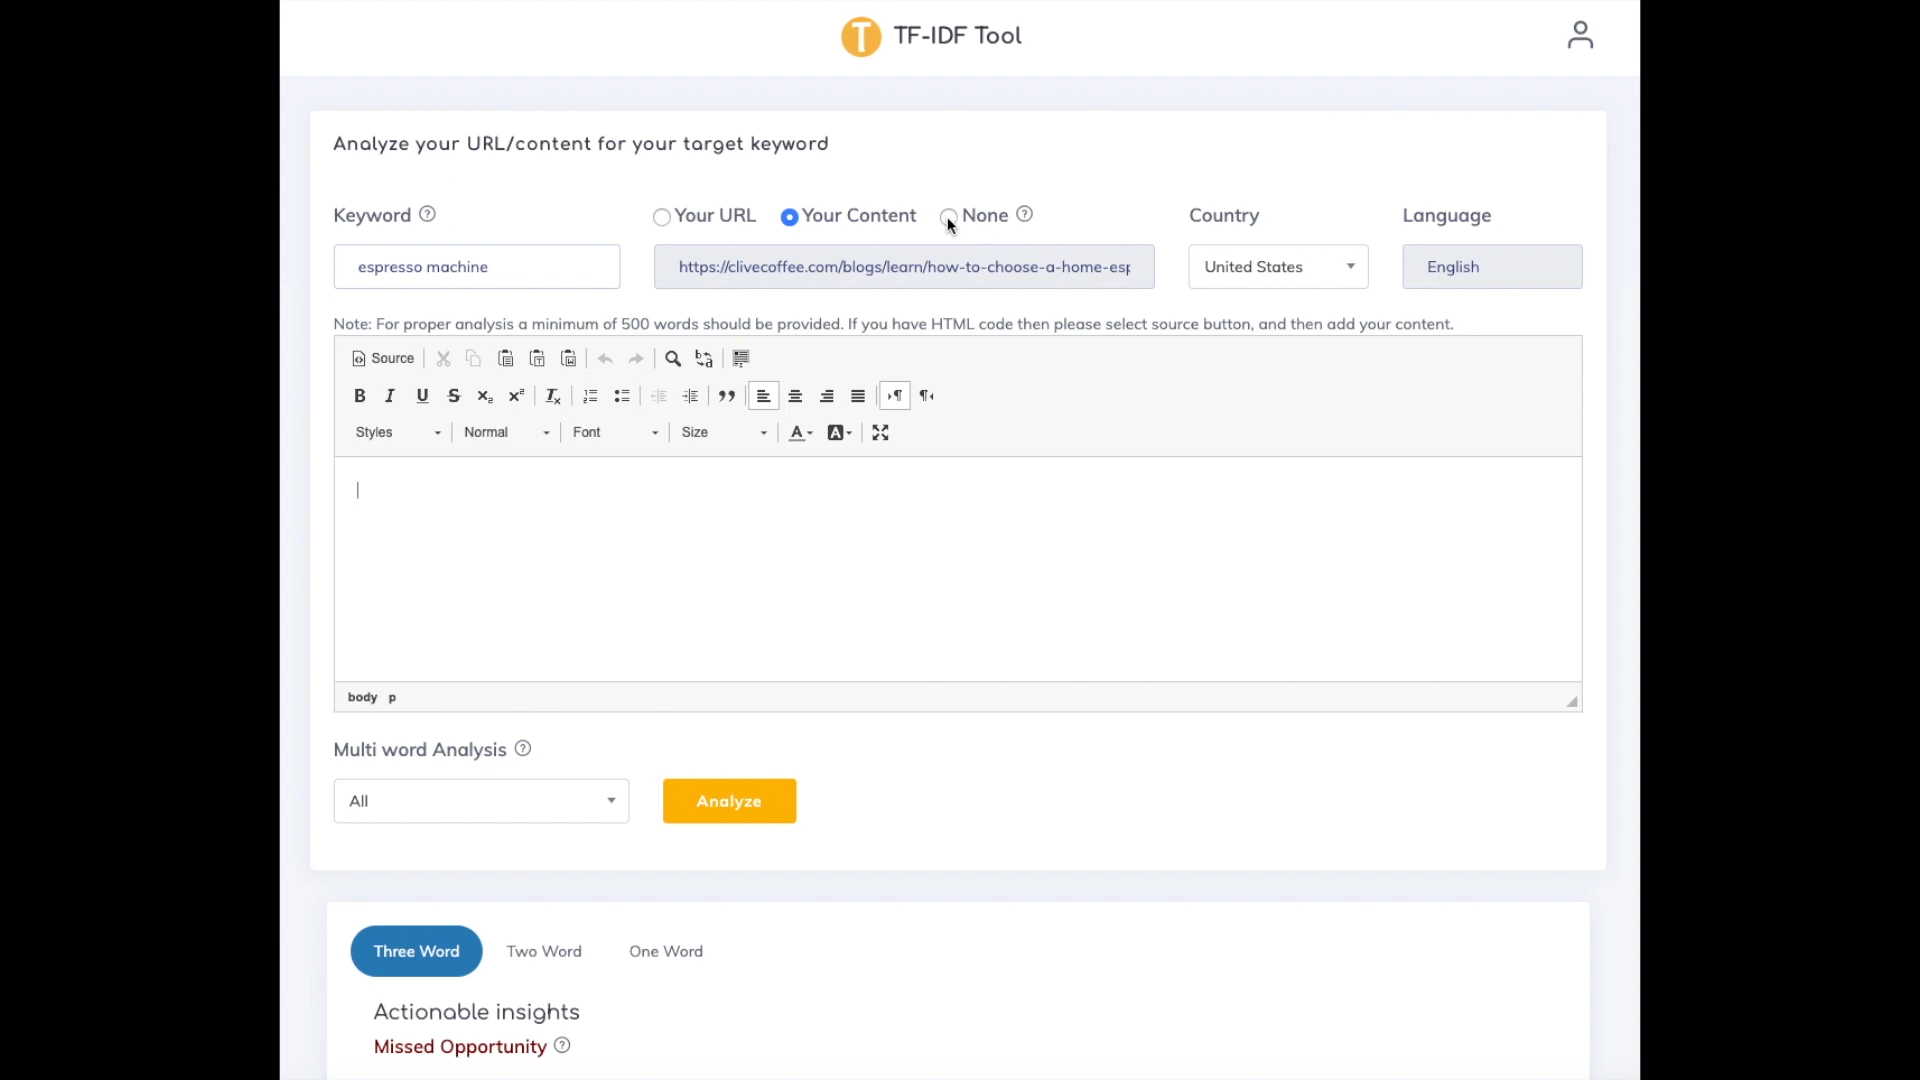 T TF-IDF Tool
Analyze your URL/content for your target keyword
Keyword ? Your URL Your Content None ? Country Language
espresso machine https://clivecoffee.com/blogs/learn/how-to-choose-a-home-esp United States English
Note: For proper analysis a minimum of 500 words should be provided. If you have HTML code then please select source button, and then add your content.
Source
B I U S x₂ x² Tx
Styles Normal Font Size A A
body p
Multi word Analysis ?
All Analyze
Three Word Two Word One Word
Actionable insights
Missed Opportunity ?